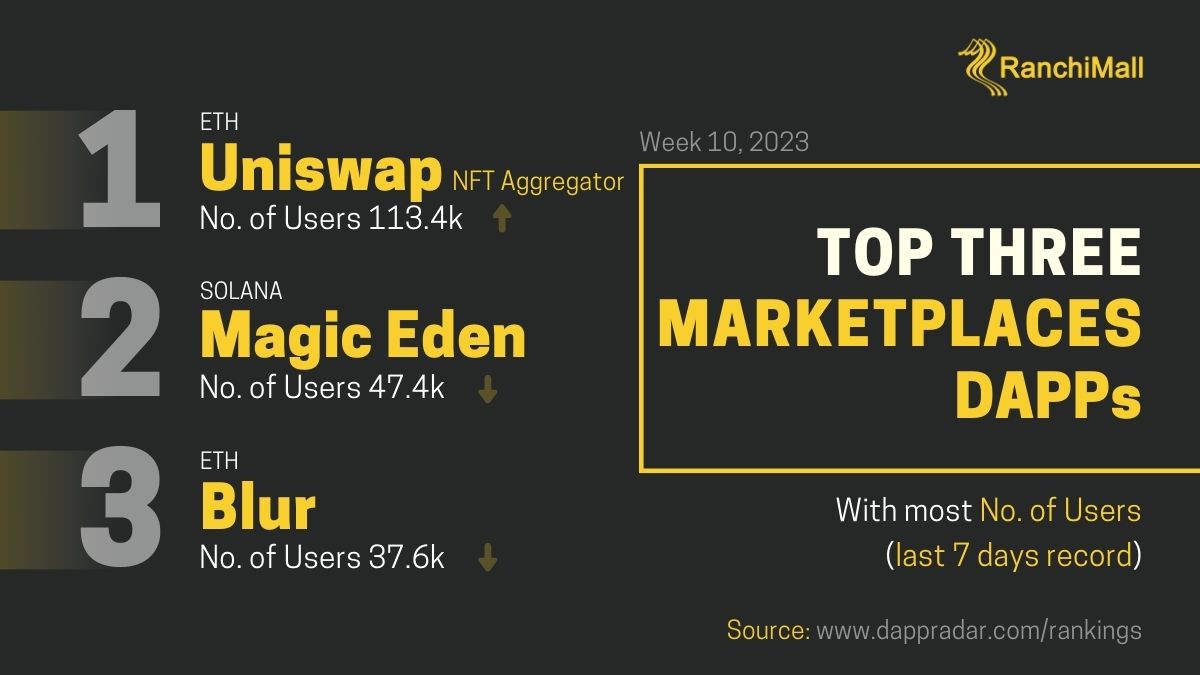 RanchiMall
1
ETH
Uniswap NFT Aggregator
No. of Users 113.4k
2
SOLANA
Magic Eden
No. of Users 47.4k
3
ETH
Blur
No. of Users 37.6k
Week 10, 2023
TOP THREE
MARKETPLACES
DAPPs
With most No. of Users
(last 7 days record)
Source: www.dappradar.com/rankings